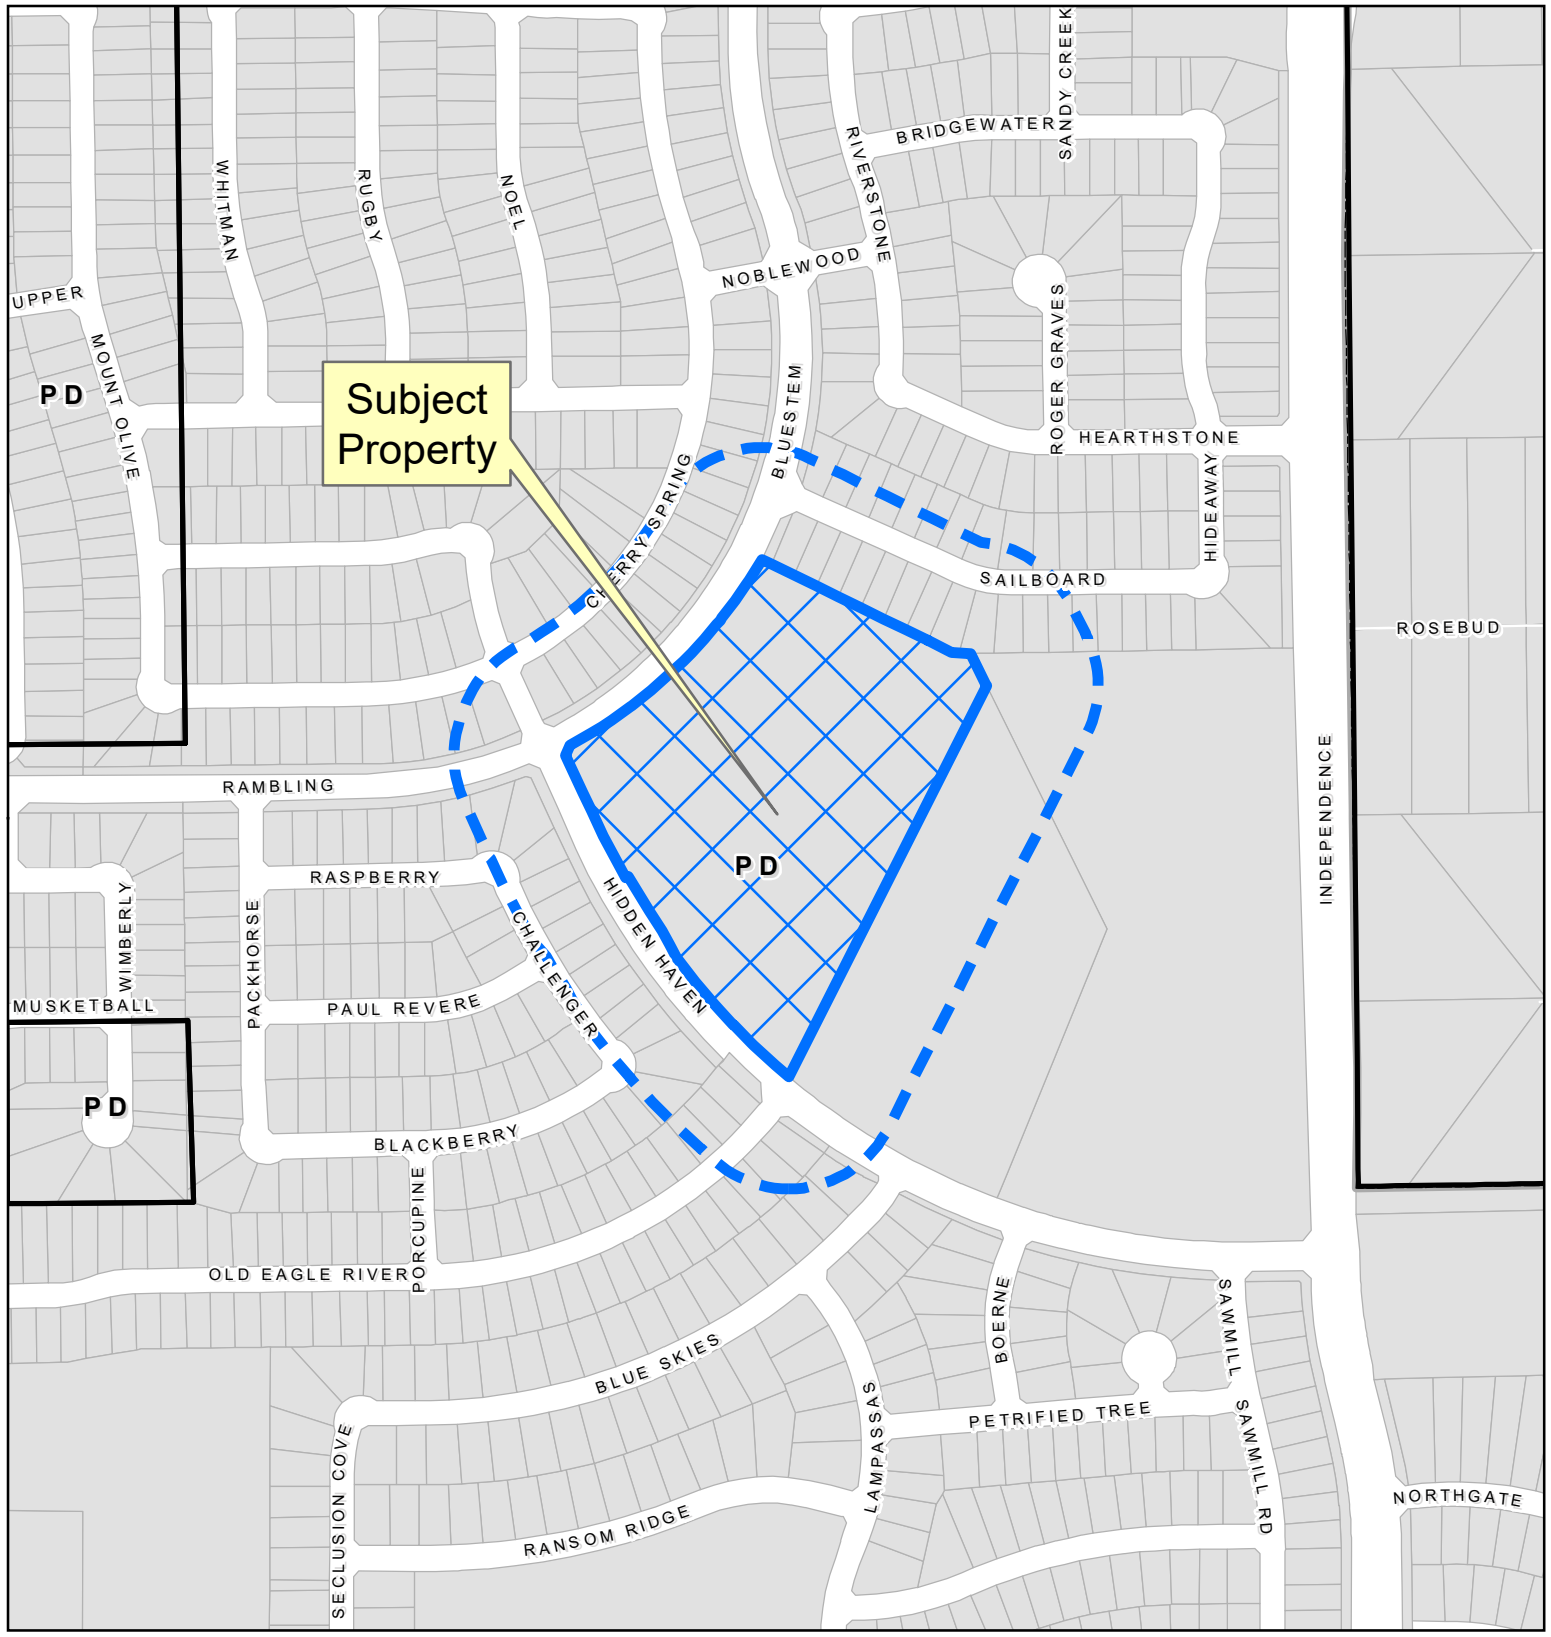 SANDY CREEK
BRIDGEWATER
RIVERSTONE
WHITMAN
RUGBY
NOEL
NOBLEWOOD
UPPER
ROGER GRAVES
MOUNT OLIVE
PD
Subject
Property
BLUESTEM
HEARTHSTONE
CHERRY SPRING
HIDEAWAY
SAILBOARD
ROSEBUD
INDEPENDENCE
RAMBLING
PD
RASPBERRY
WIMBERLY
PACKHORSE
CHALLENGER
HIDDEN HAVEN
MUSKETBALL
PAUL REVERE
PD
BLACKBERRY
PORCUPINE
OLD EAGLE RIVER
BOERNE
SAWMILL
BLUE SKIES
LAMPASSAS
PETRIFIED TREE
SAWMILL RD
SECLUSION COVE
NORTHGATE
RANSOM RIDGE